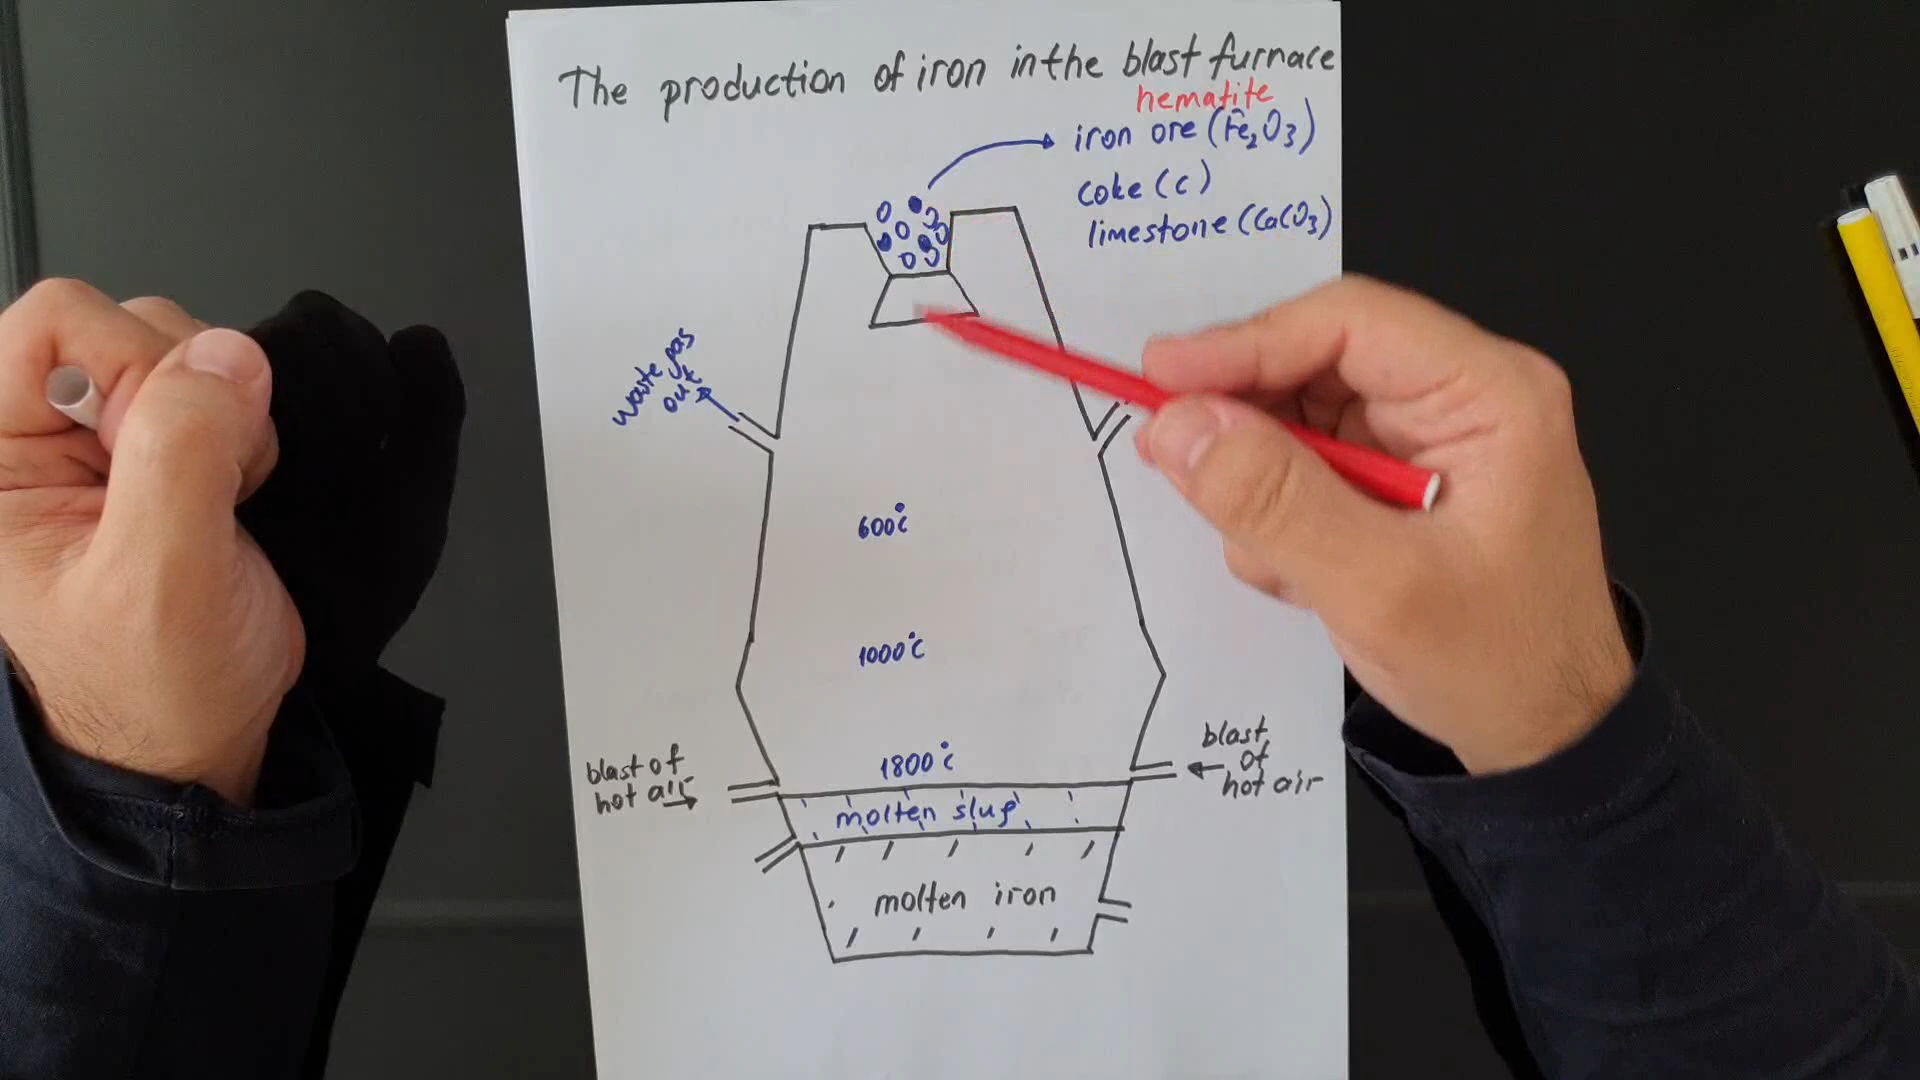 The production of iron in the blast furnace
hematite
iron ore (Fe₂O₃)
coke (c)
limestone (CaCO₃)
waste gas
out
600°c
1000°c
1800°c
blast of
hot air
blast
of
hot air
molten slug
molten iron